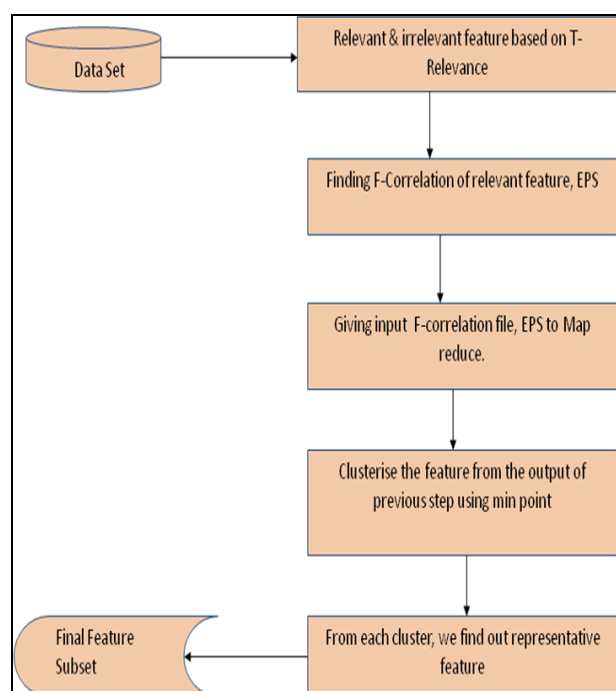 Data Set
Relevant & irrelevant feature based on T-
Relevance
Finding F-Correlation of relevant feature, EPS
Giving input F-correlation file, EPS to Map
reduce.
Clusterise the feature from the output of
previous step using min point
From each cluster, we find out representative
feature
Final Feature
Subset